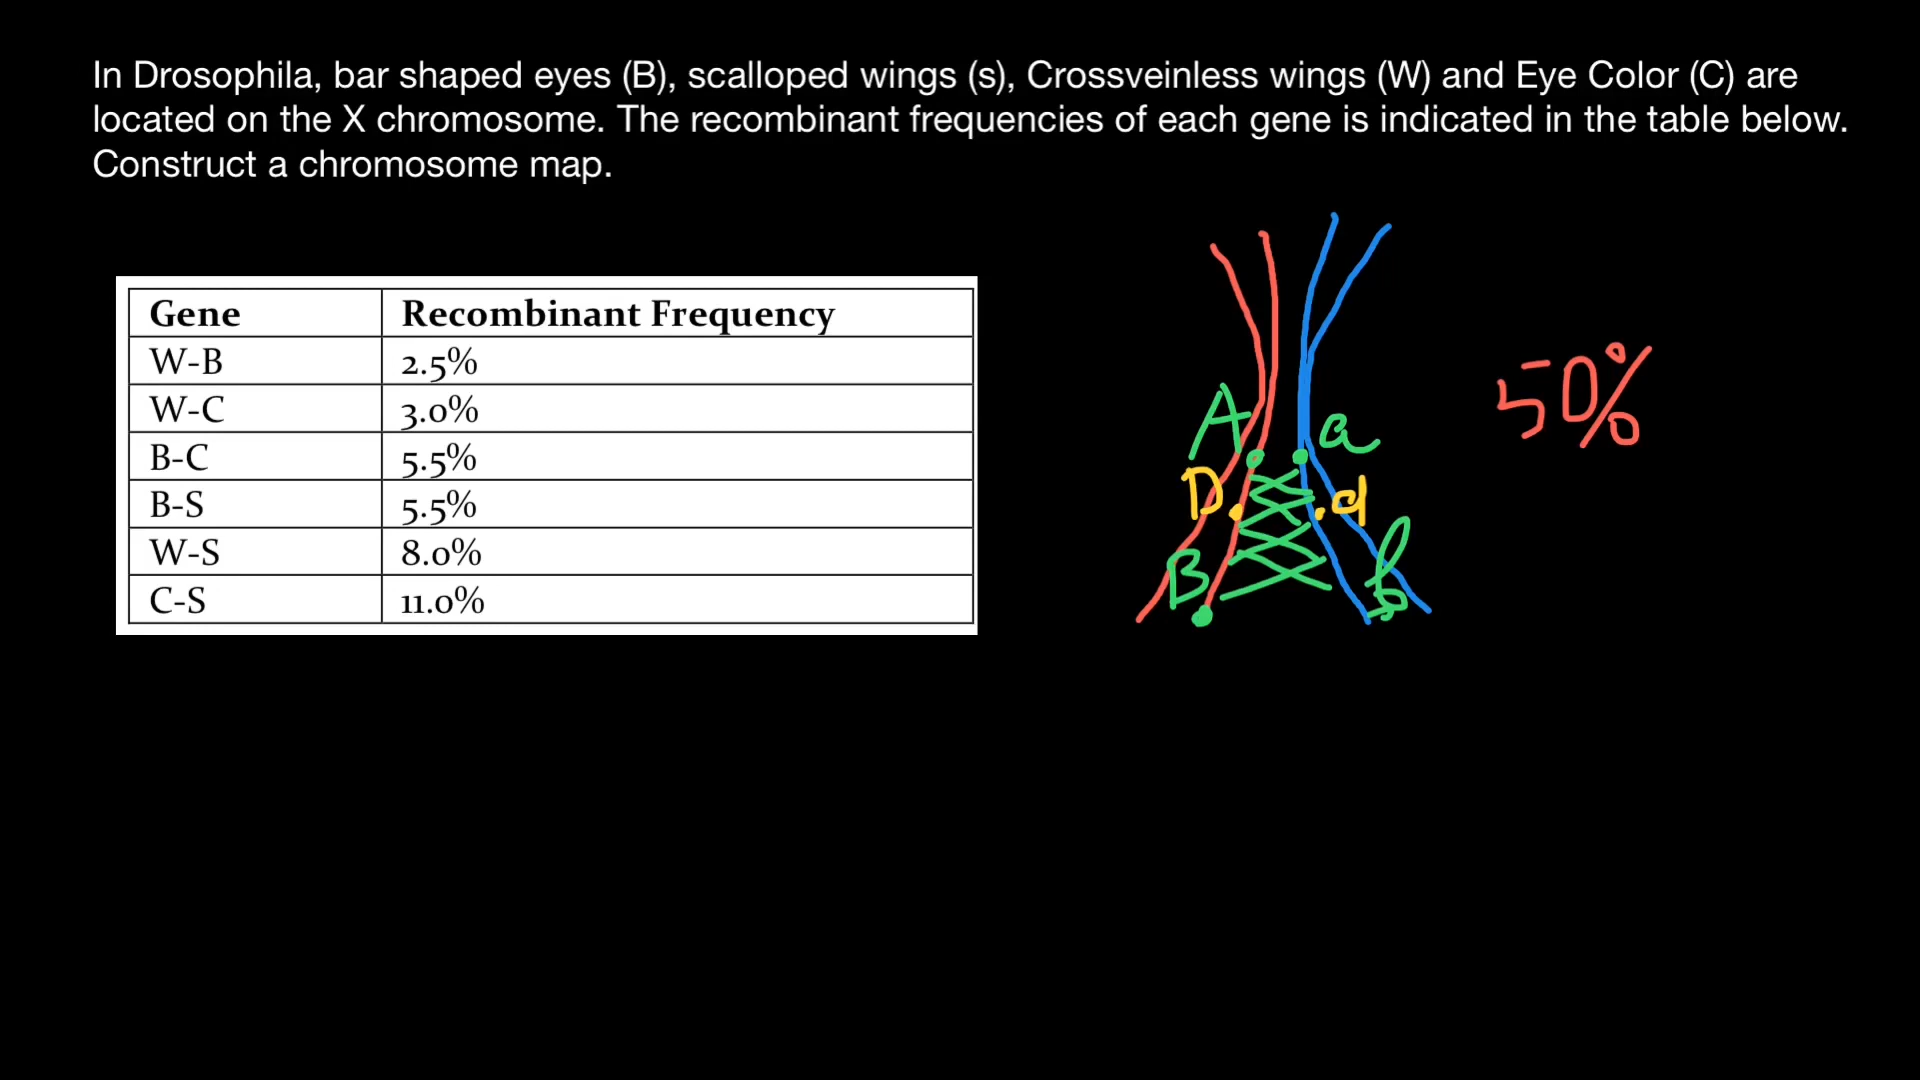 In Drosophila, bar shaped eyes (B), scalloped wings (s), Crossveinless wings (W) and Eye Color (C) are
located on the X chromosome. The recombinant frequencies of each gene is indicated in the table below.
Construct a chromosome map.
Gene Recombinant Frequency
W-B 2.5%
W-C 3.0%
B-C 5.5%
B-S 5.5%
W-S 8.0%
C-S 11.0%
A a
D d
B b
50%